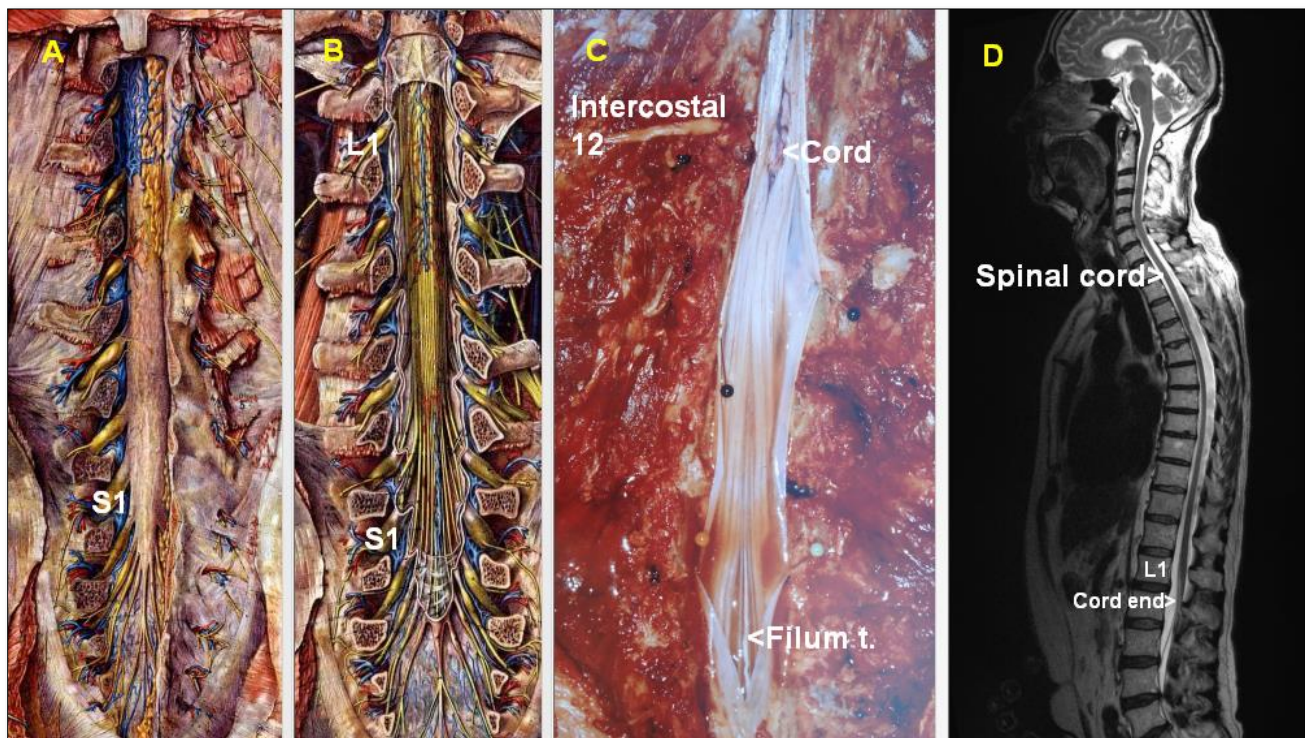 A
S1
B
L1
S1
C
Intercostal
12
<Cord
<Filum t.
D
Spinal cord>
L1
Cord end>